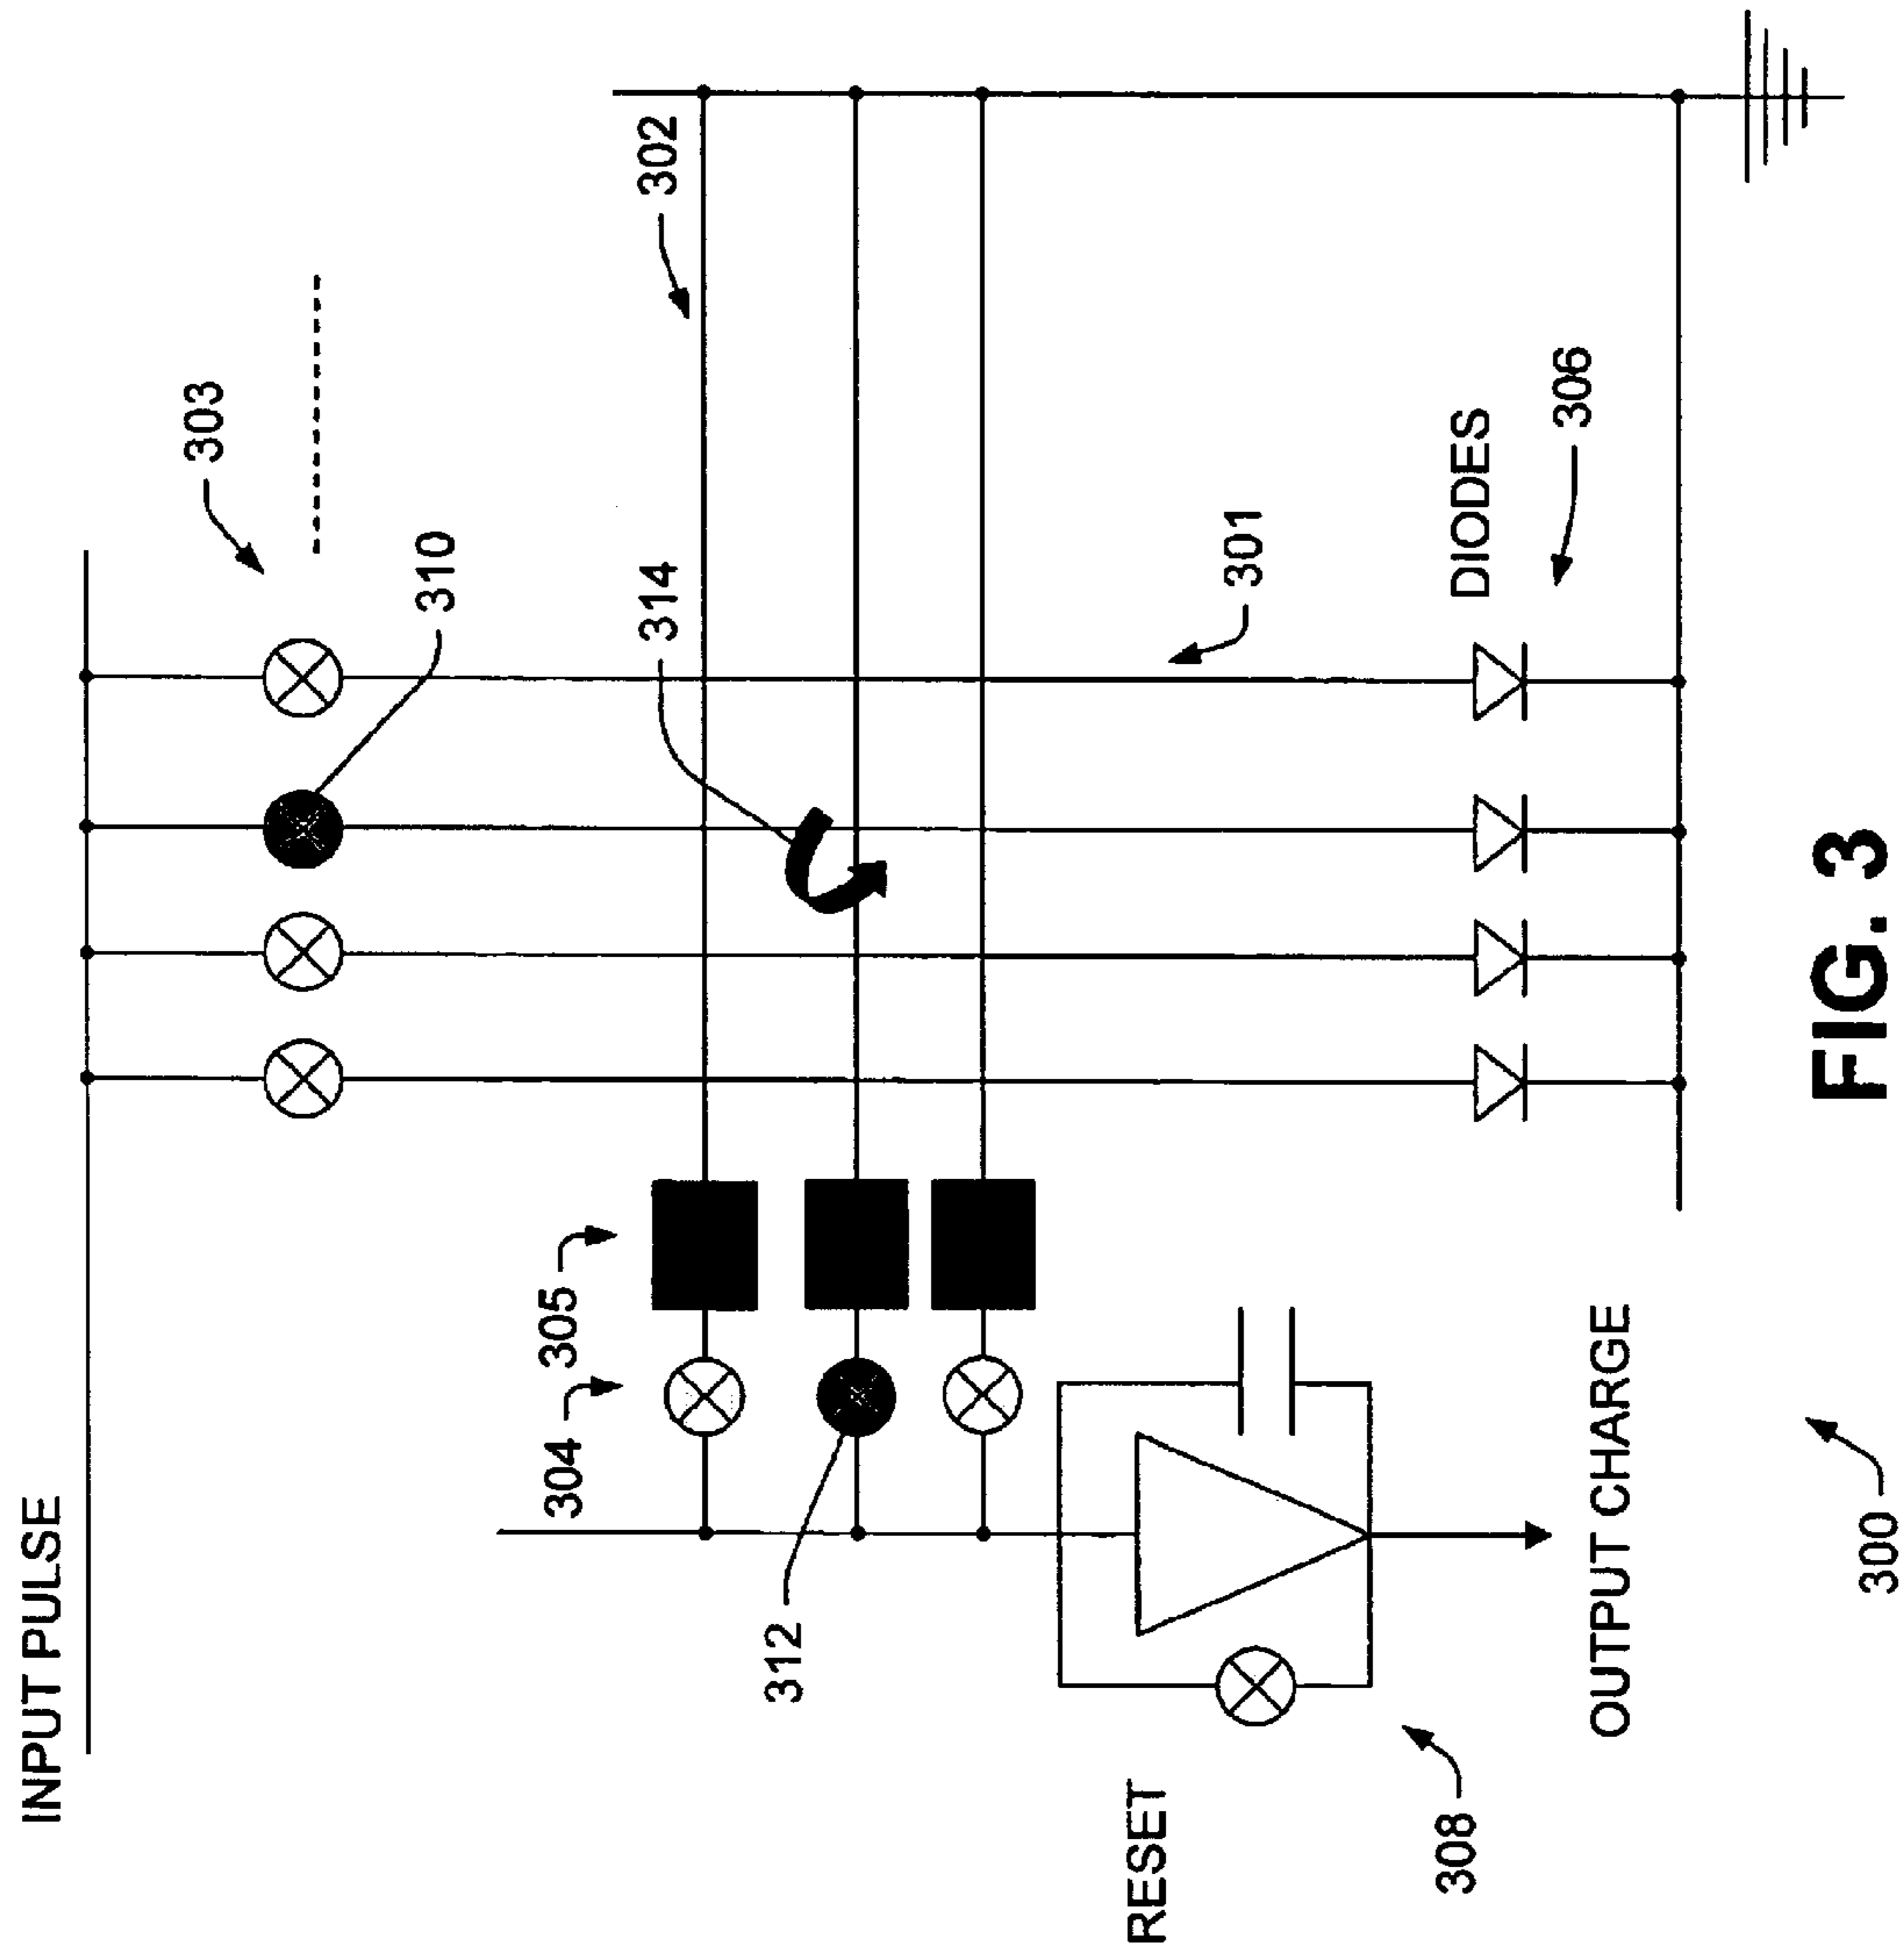 INPUT PULSE
303
310
302
314
304
305
312
301
DIODES
306
RESET
308
OUTPUT CHARGE
300
FIG. 3